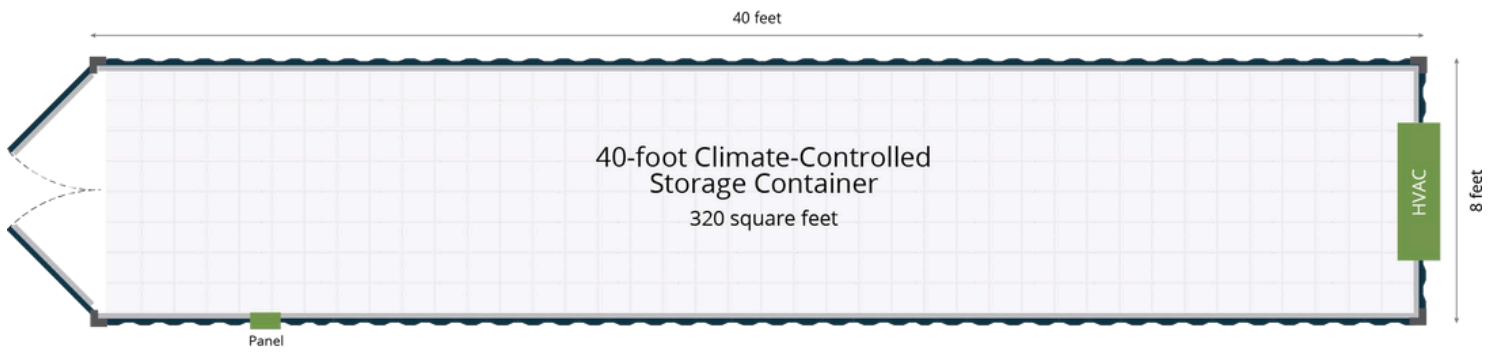 40 feet
40-foot Climate-Controlled
Storage Container
320 square feet
HVAC
8 feet
Panel